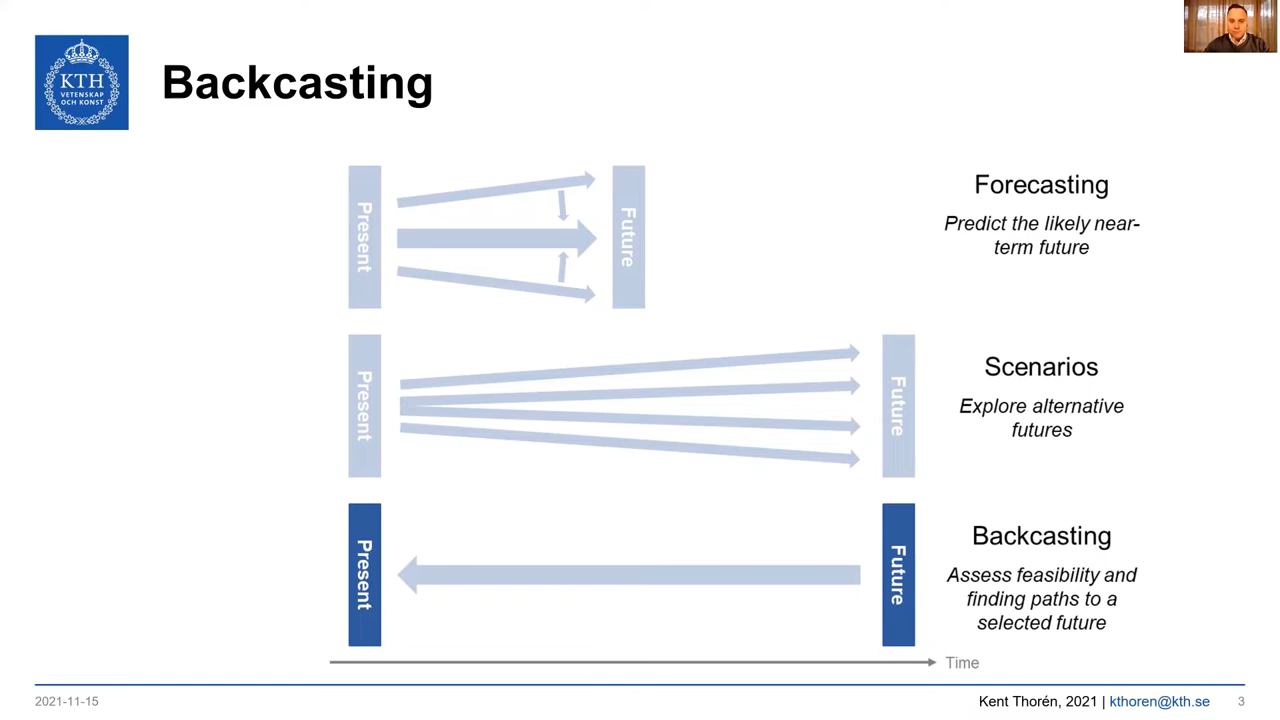 KTH
VETENSKAP
OCH KONST
Backcasting
Present
Future
Forecasting
Predict the likely near-
term future
Present
Future
Scenarios
Explore alternative
futures
Present
Future
Backcasting
Assess feasibility and
finding paths to a
selected future
Time
2021-11-15
Kent Thorén, 2021 | kthoren@kth.se
3